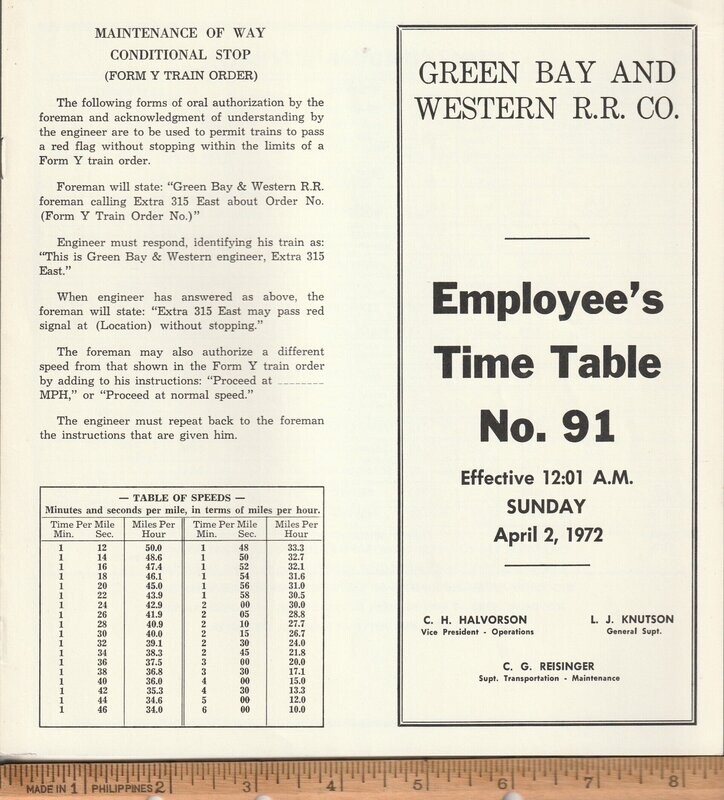 MAINTENANCE OF WAY
CONDITIONAL STOP
(FORM Y TRAIN ORDER)
The following forms of oral authorization by the
foreman and acknowledgment of understanding by
the engineer are to be used to permit trains to pass
a red flag without stopping within the limits of a
Form Y train order.
Foreman will state: “Green Bay & Western R.R.
foreman calling Extra 315 East about Order No.
(Form Y Train Order No.)”
Engineer must respond, identifying his train as:
“This is Green Bay & Western engineer, Extra 315
East.”
When engineer has answered as above, the
foreman will state: “Extra 315 East may pass red
signal at (Location) without stopping.”
The foreman may also authorize a different
speed from that shown in the Form Y train order
by adding to his instructions: “Proceed at ________
MPH,” or “Proceed at normal speed.”
The engineer must repeat back to the foreman
the instructions that are given him.
— TABLE OF SPEEDS —
Minutes and seconds per mile, in terms of miles per hour.
Time Per Mile Miles Per Time Per Mile Miles Per
Min. Sec. Hour Min. Sec. Hour
1 12 50.0 1 48 33.3
1 14 48.6 1 50 32.7
1 16 47.4 1 52 32.1
1 18 46.1 1 54 31.6
1 20 45.0 1 56 31.0
1 22 43.9 1 58 30.5
1 24 42.9 2 00 30.0
1 26 41.9 2 05 28.8
1 28 40.9 2 10 27.7
1 30 40.0 2 15 26.7
1 32 39.1 2 30 24.0
1 34 38.3 2 45 21.8
1 36 37.5 3 00 20.0
1 38 36.8 3 30 17.1
1 40 36.0 4 00 15.0
1 42 35.3 4 30 13.3
1 44 34.6 5 00 12.0
1 46 34.0 6 00 10.0
GREEN BAY AND
WESTERN R.R. CO.
Employee’s
Time Table
No. 91
Effective 12:01 A.M.
SUNDAY
April 2, 1972
C. H. HALVORSON L. J. KNUTSON
Vice President - Operations General Supt.
C. G. REISINGER
Supt. Transportation - Maintenance
MADE IN 1 PHILIPPINES 2 3 4 5 6 7 8